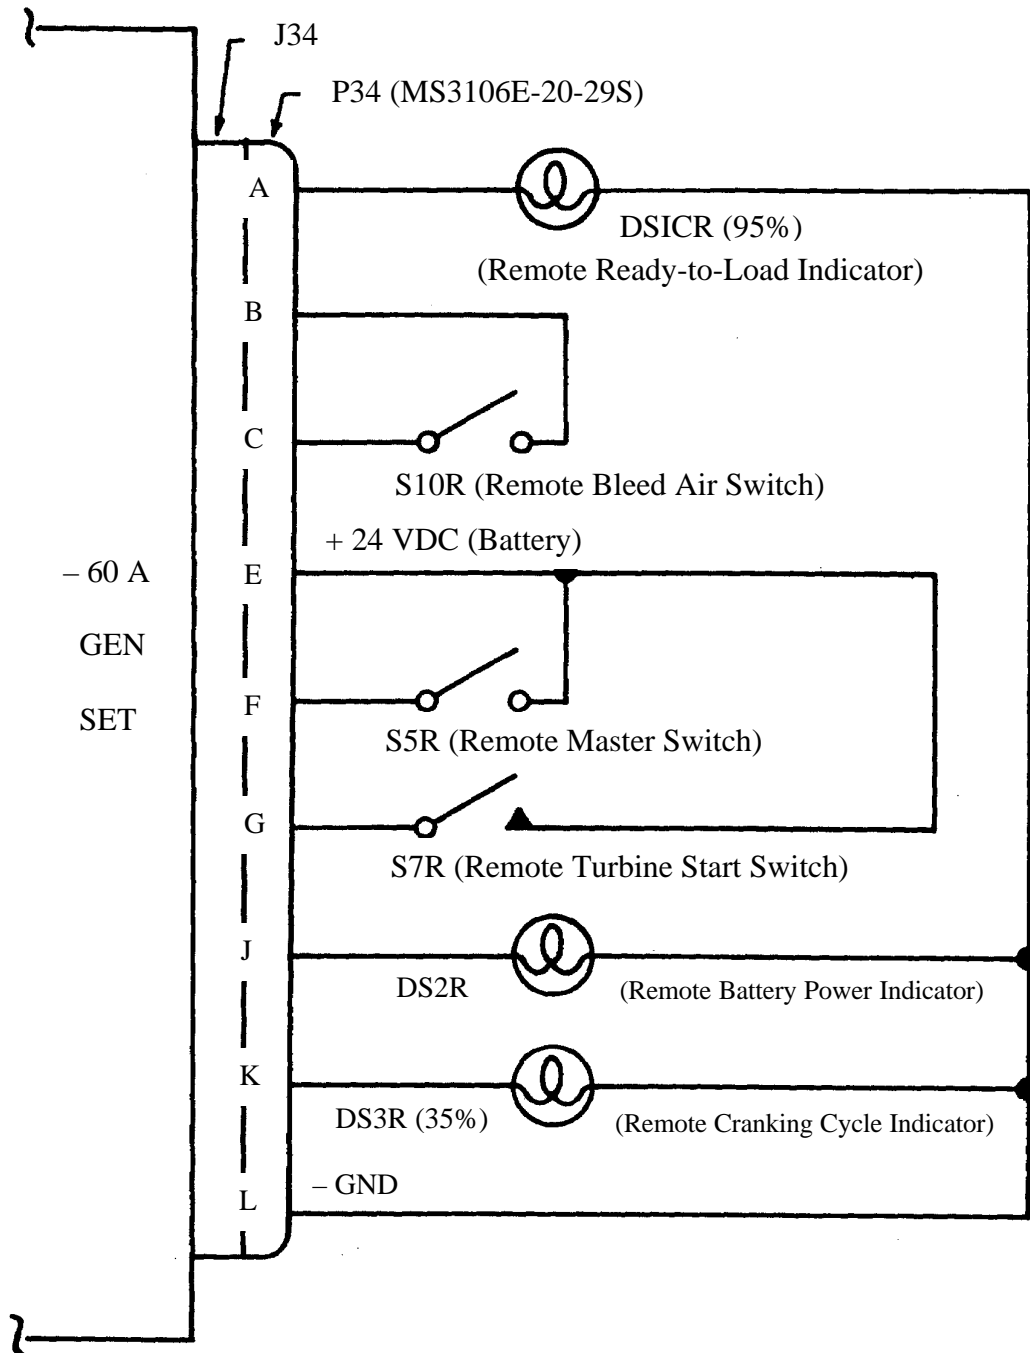 J34
P34 (MS3106E-20-29S)
A
DSICR (95%)
(Remote Ready-to-Load Indicator)
B
C
S10R (Remote Bleed Air Switch)
+ 24 VDC (Battery)
– 60 A
E
GEN
SET
F
S5R (Remote Master Switch)
G
S7R (Remote Turbine Start Switch)
J
DS2R
(Remote Battery Power Indicator)
K
DS3R (35%)
(Remote Cranking Cycle Indicator)
L
– GND